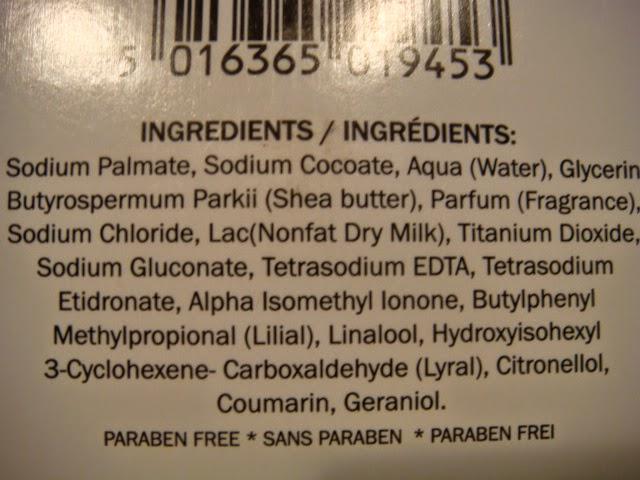 5 016365 019453
INGREDIENTS / INGRÉDIENTS:
Sodium Palmate, Sodium Cocoate, Aqua (Water), Glycerin
Butyrospermum Parkii (Shea butter), Parfum (Fragrance),
Sodium Chloride, Lac(Nonfat Dry Milk), Titanium Dioxide,
Sodium Gluconate, Tetrasodium EDTA, Tetrasodium
Etidronate, Alpha Isomethyl Ionone, Butylphenyl
Methylpropional (Lilial), Linalool, Hydroxyisohexyl
3-Cyclohexene- Carboxaldehyde (Lyral), Citronellol,
Coumarin, Geraniol.
PARABEN FREE * SANS PARABEN * PARABEN FREI